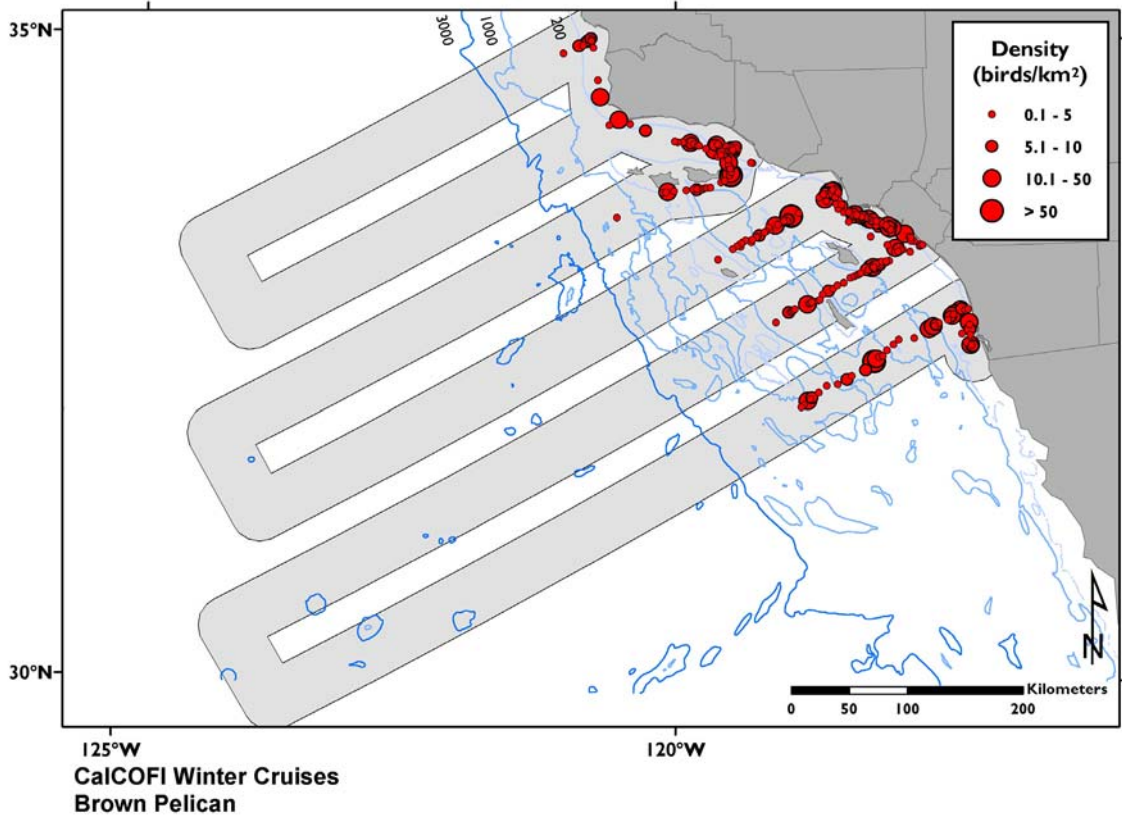 35°N
3000
1000
200
Density
(birds/km²)
0.1 - 5
5.1 - 10
10.1 - 50
> 50
30°N
N
Kilometers
0 50 100 200
125°W
120°W
CalCOFI Winter Cruises
Brown Pelican